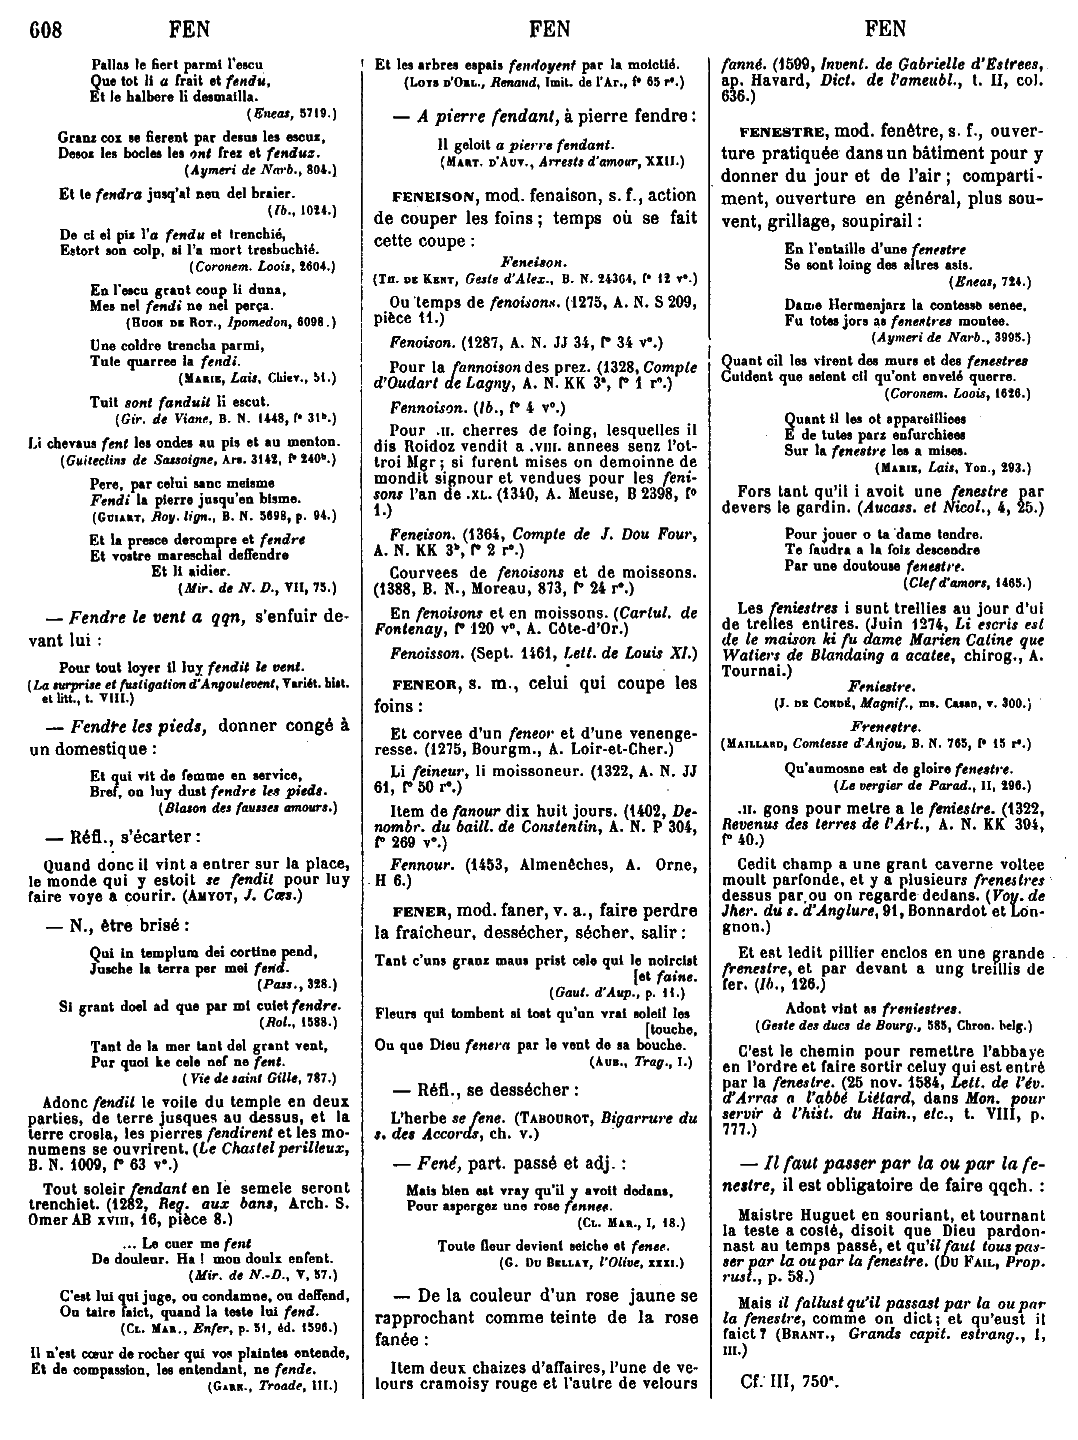 608 FEN FEN FEN
Pallas le fiert parmi l'escu
Que tot li a frait et fendu,
Et le halbere li desmailla.
(Eneas, 5719.)
Granz cox se fierent par desus les escuz,
Desoz les bocles les ont frez et fenduz.
(Aymeri de Narb., 804.)
Et le fendra jusq'al neu del braier.
(Ib., 1024.)
De ci el piz l'a fendu et trenchié,
Estort son colp, si l'a mort tresbuchié.
(Coronem. Loois, 2604.)
En l'escu grant coup li duna,
Mes nel fendi ne nel perça.
(Huon de Rot., Ipomedon, 6098.)
Une coldre trencha parmi,
Tute quarree la fendi.
(Marie, Lais, Chiev., 51.)
Tuit sont fanduit li escut.
(Gir. de Viane, B. N. 1448, f° 31ᵇ.)
Li chevaus fent les ondes au pis et au menton.
(Guiteclins de Sassoigne, Ars. 3142, f° 240ᵇ.)
Pere, par celui sanc meisme
Fendi la pierre jusqu'en bisme.
(Guiart, Roy. lign., B. N. 5698, p. 94.)
Et la presce derompre et fendre
Et vostre mareschal deffendre
Et li aidier.
(Mir. de N. D., VII, 75.)
— Fendre le vent a qqn, s'enfuir de-
vant lui :
Pour tout loyer il luy fendit le vent.
(La surprise et fustigation d'Angoulevent, Variét. hist.
et litt., t. VIII.)
— Fendre les pieds, donner congé à
un domestique :
Et qui vit de femme en service,
Bref, on luy dust fendre les pieds.
(Blason des fausses amours.)
— Réfl., s'écarter :
Quand donc il vint a entrer sur la place,
le monde qui y estoit se fendit pour luy
faire voye a courir. (Amyot, J. Cæs.)
— N., être brisé :
Qui in templum dei cortine pend,
Jusche la terra per mei fend.
(Pass., 328.)
Si grant doel ad que par mi cuiet fendre.
(Rol., 1588.)
Tant de la mer tant del grant vent,
Pur quoi ke cele nef ne fent.
(Vie de saint Gille, 787.)
Adonc fendit le voile du temple en deux
parties, de terre jusques au dessus, et la
terre crosla, les pierres fendirent et les mo-
numens se ouvrirent. (Le Chastel perilleux,
B. N. 1009, f° 63 v°.)
Tout soleir fendant en le semele seront
trenchiet. (1282, Reg. aux bans, Arch. S.
Omer AB xviii, 16, pièce 8.)
... Le cuer me fent
De douleur. Ha ! mon doulx enfent.
(Mir. de N.-D., V, 57.)
C'est lui qui juge, ou condamne, ou deffend,
Ou taire faict, quand la teste lui fend.
(Cl. Mar., Enfer, p. 51, éd. 1596.)
Il n'est cœur de rocher qui vos plaintes entende,
Et de compassion, les entendant, ne fende.
(Garn., Troade, III.)
Et les arbres espais fendoyent par la moictié.
(Loys d'Orl., Renaud, Imit. de l'Ar., f° 65 r°.)
— A pierre fendant, à pierre fendre :
Il geloit a pierre fendant.
(Mart. d'Auv., Arrests d'amour, XXII.)
FENEISON, mod. fenaison, s. f., action
de couper les foins ; temps où se fait
cette coupe :
Feneison.
(Th. de Kent, Geste d'Alex., B. N. 24364, f° 12 v°.)
Ou temps de fenoisons. (1275, A. N. S 209,
pièce 11.)
Fenoison. (1287, A. N. JJ 34, f° 34 v°.)
Pour la fannoison des prez. (1328, Compte
d'Oudart de Lagny, A. N. KK 3ᵃ, f° 1 r°.)
Fennoison. (Ib., f° 4 v°.)
Pour .II. cherres de foing, lesquelles il
dis Roidoz vendit a .VIII. annees senz l'ot-
troi Mgr ; si furent mises on demoinne de
mondit signour et vendues pour les feni-
sons l'an de .XL. (1340, A. Meuse, B 2398, f°
1.)
Feneison. (1364, Compte de J. Dou Four,
A. N. KK 3ᵇ, f° 2 r°.)
Courvees de fenoisons et de moissons.
(1388, B. N., Moreau, 873, f° 24 r°.)
En fenoisons et en moissons. (Cartul. de
Fontenay, f° 120 v°, A. Côte-d'Or.)
Fenoisson. (Sept. 1461, Lett. de Louis XI.)
FENEOR, s. m., celui qui coupe les
foins :
Et corvee d'un feneor et d'une venenge-
resse. (1275, Bourgm., A. Loir-et-Cher.)
Li feineur, li moissoneur. (1322, A. N. JJ
61, f° 50 r°.)
Item de fanour dix huit jours. (1402, De-
nombr. du baill. de Constentin, A. N. P 304,
f° 269 v°.)
Fennour. (1453, Almenêches, A. Orne,
H 6.)
FENER, mod. faner, v. a., faire perdre
la fraîcheur, dessécher, sécher, salir :
Tant c'uns granz maus prist cele qui le noircist
[et faine.
(Gaut. d'Aup., p. 11.)
Fleurs qui tombent si tost qu'un vrai soleil les
[touche,
Ou que Dieu fenera par le vent de sa bouche.
(Aub., Trag., I.)
— Réfl., se dessécher :
L'herbe se fene. (Tabourot, Bigarrure du
s. des Accords, ch. v.)
— Fené, part. passé et adj. :
Mais bien est vray qu'il y avoit dedans,
Pour aspergez une rose fennee.
(Cl. Mar., I, 18.)
Toute fleur devient seiche et fenee.
(G. Du Bellay, l'Olive, xxxi.)
— De la couleur d'un rose jaune se
rapprochant comme teinte de la rose
fanée :
Item deux chaizes d'affaires, l'une de ve-
lours cramoisy rouge et l'autre de velours
fanné. (1599, Invent. de Gabrielle d'Estrees,
ap. Havard, Dict. de l'ameubl., t. II, col.
636.)
FENESTRE, mod. fenêtre, s. f., ouver-
ture pratiquée dans un bâtiment pour y
donner du jour et de l'air ; comparti-
ment, ouverture en général, plus sou-
vent, grillage, soupirail :
En l'entaille d'une fenestre
Se sont loing des altres asis.
(Eneas, 724.)
Dame Hermenjarz la contesse senee,
Fu totes jors as fenestres montee.
(Aymeri de Narb., 3995.)
Quant cil les virent des murs et des fenestres
Cuident que seient cil qu'ont envelé querre.
(Coronem. Loois, 1626.)
Quant il les ot appareilliees
E de tutes parz enfurchiees
Sur la fenestre les a mises.
(Marie, Lais, Yon., 293.)
Fors tant qu'il i avoit une fenestre par
devers le gardin. (Aucass. et Nicol., 4, 25.)
Pour jouer o ta dame tendre.
Te faudra a la foiz descendre
Par une doutouse fenestre.
(Clef d'amors, 1465.)
Les feniestres i sunt treilies au jour d'ui
de treilles entires. (Juin 1274, Li escris est
de le maison ki fu dame Marien Catine que
Watiers de Blandaing a acatee, chirog., A.
Tournai.)
Feniestre.
(J. de Condé, Magnif., ms. Casan, v. 300.)
Frenestre.
(Maillard, Comtesse d'Anjou, B. N. 765, f° 15 r°.)
Qu'aumosne est de gloire fenestre.
(Le vergier de Parad., II, 296.)
.II. gons pour metre a le feniestre. (1322,
Revenus des terres de l'Art., A. N. KK 394,
f° 40.)
Cedit champ a une grant caverne voltee
moult parfonde, et y a plusieurs frenestres
dessus par ou on regarde dedans. (Voy. de
Jher. du s. d'Anglure, 91, Bonnardot et Lon-
gnon.)
Et est ledit pillier enclos en une grande
frenestre, et par devant a ung treillis de
fer. (Ib., 126.)
Adont vint as freniestres.
(Geste des ducs de Bourg., 585, Chron. belg.)
C'est le chemin pour remettre l'abbaye
en l'ordre et faire sortir celuy qui est entré
par la fenestre. (25 nov. 1584, Lett. de l'év.
d'Arras a l'abbé Liétard, dans Mon. pour
servir à l'hist. du Hain., etc., t. VIII, p.
777.)
— Il faut passer par la ou par la fe-
nestre, il est obligatoire de faire qqch. :
Maistre Huguet en souriant, et tournant
la teste a costé, disoit que Dieu pardon-
nast au temps passé, et qu'il faut tous pas-
ser par la ou par la fenestre. (Du Fail, Prop.
rust., p. 58.)
Mais il fallust qu'il passast par la ou par
la fenestre, comme on dict ; et qu'eust il
faict ? (Brant., Grands capit. estrang., I,
III.)
Cf. III, 750ᵃ.